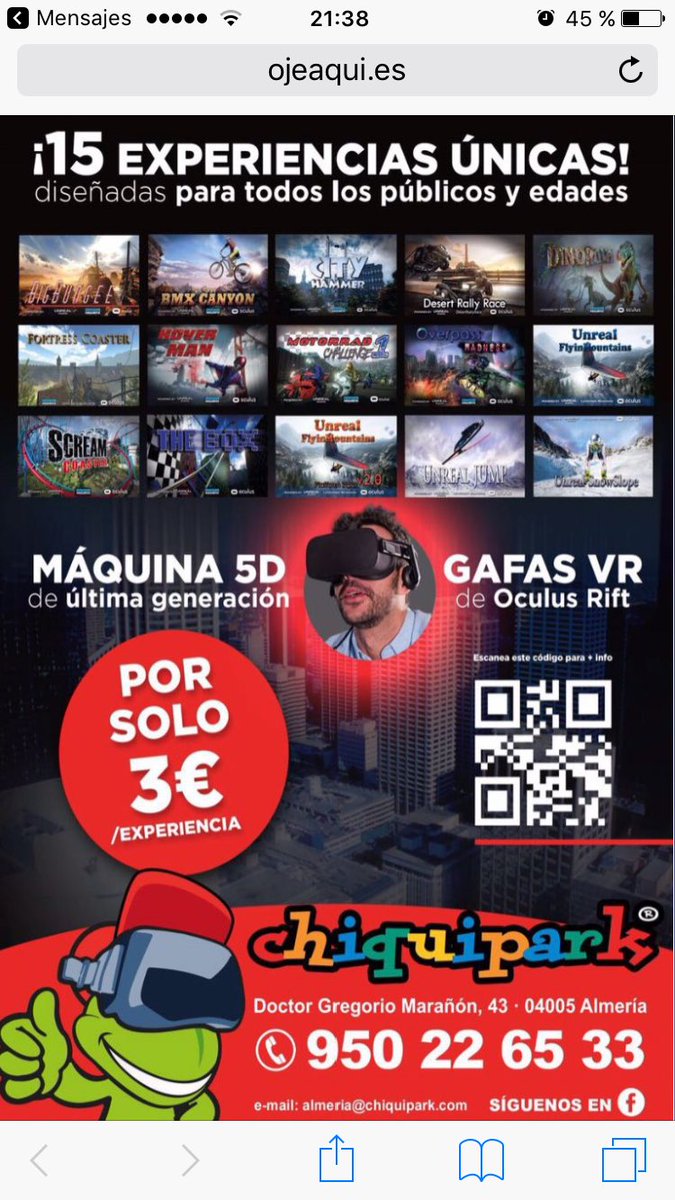 Mensajes
21:38
45 %
ojeaqui.es
¡15 EXPERIENCIAS ÚNICAS!
diseñadas para todos los públicos y edades
BMX CANYON
CITY HAMMER
Desert Rally Race
FORTRESS COASTER
HOVER MAN
MOTORRAD CHALLENGE
Overpost MADNESS
Unreal
FlyinMountains
SCREAM COASTER
THE BOX
Unreal
FlyinMountains
v2.0
UNREAL JUMP
Unreal SnowSlope
MÁQUINA 5D
de última generación
GAFAS VR
de Oculus Rift
Escanea este código para + info
POR
SOLO
3€
/EXPERIENCIA
chiquipark®
Doctor Gregorio Marañón, 43 · 04005 Almería
950 22 65 33
e-mail: almeria@chiquipark.com SÍGUENOS EN f